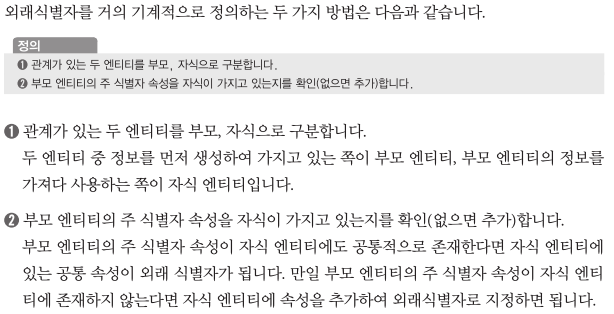 외래식별자를 거의 기계적으로 정의하는 두 가지 방법은 다음과 같습니다.
정의
❶ 관계가 있는 두 엔티티를 부모, 자식으로 구분합니다.
❷ 부모 엔티티의 주 식별자 속성을 자식이 가지고 있는지를 확인(없으면 추가)합니다.
❶ 관계가 있는 두 엔티티를 부모, 자식으로 구분합니다.
두 엔티티 중 정보를 먼저 생성하여 가지고 있는 쪽이 부모 엔티티, 부모 엔티티의 정보를
가져다 사용하는 쪽이 자식 엔티티입니다.
❷ 부모 엔티티의 주 식별자 속성을 자식이 가지고 있는지를 확인(없으면 추가)합니다.
부모 엔티티의 주 식별자 속성이 자식 엔티티에도 공통적으로 존재한다면 자식 엔티티에
있는 공통 속성이 외래 식별자가 됩니다. 만일 부모 엔티티의 주 식별자 속성이 자식 엔티
티에 존재하지 않는다면 자식 엔티티에 속성을 추가하여 외래식별자로 지정하면 됩니다.